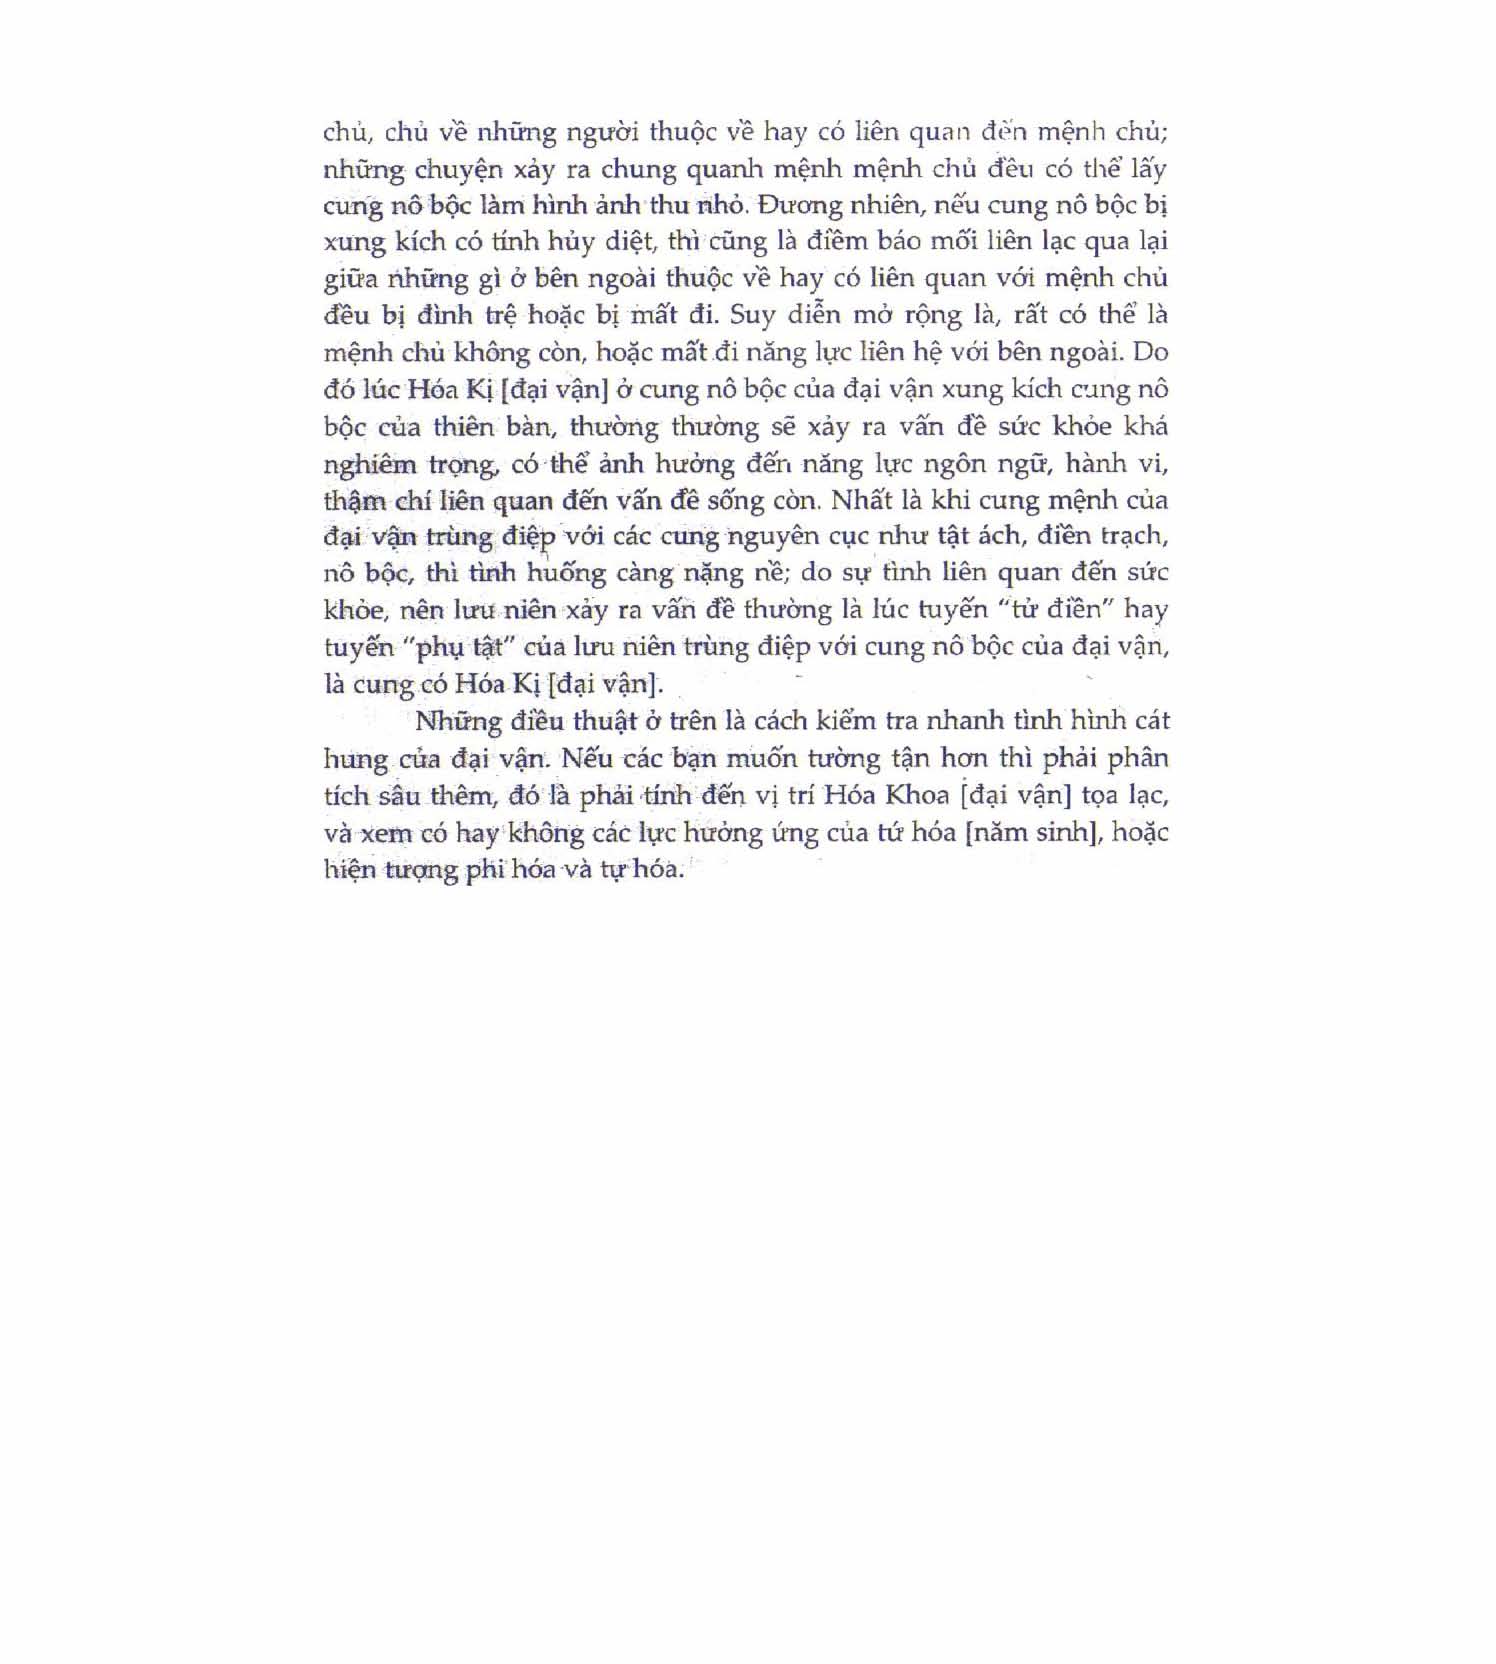 chủ, chủ về những người thuộc về hay có liên quan đến mệnh chủ;
những chuyện xảy ra chung quanh mệnh mệnh chủ đều có thể lấy
cung nô bộc làm hình ảnh thu nhỏ. Đương nhiên, nếu cung nô bộc bị
xung kích có tính hủy diệt, thì cũng là điềm báo mối liên lạc qua lại
giữa những gì ở bên ngoài thuộc về hay có liên quan với mệnh chủ
đều bị đình trệ hoặc bị mất đi. Suy diễn mở rộng là, rất có thể là
mệnh chủ không còn, hoặc mất đi năng lực liên hệ với bên ngoài. Do
đó lúc Hóa Kị [đại vận] ở cung nô bộc của đại vận xung kích cung nô
bộc của thiên bàn, thường thường sẽ xảy ra vấn đề sức khỏe khá
nghiêm trọng, có thể ảnh hưởng đến năng lực ngôn ngữ, hành vi,
thậm chí liên quan đến vấn đề sống còn. Nhất là khi cung mệnh của
đại vận trùng điệp với các cung nguyên cục như tật ách, điền trạch,
nô bộc, thì tình huống càng nặng nề; do sự tình liên quan đến sức
khỏe, nên lưu niên xảy ra vấn đề thường là lúc tuyến "tử điền" hay
tuyến "phụ tật" của lưu niên trùng điệp với cung nô bộc của đại vận,
là cung có Hóa Kị [đại vận].
Những điều thuật ở trên là cách kiểm tra nhanh tình hình cát
hung của đại vận. Nếu các bạn muốn tường tận hơn thì phải phân
tích sâu thêm, đó là phải tính đến vị trí Hóa Khoa [đại vận] tọa lạc,
và xem có hay không các lực hưởng ứng của tứ hóa [năm sinh], hoặc
hiện tượng phi hóa và tự hóa.